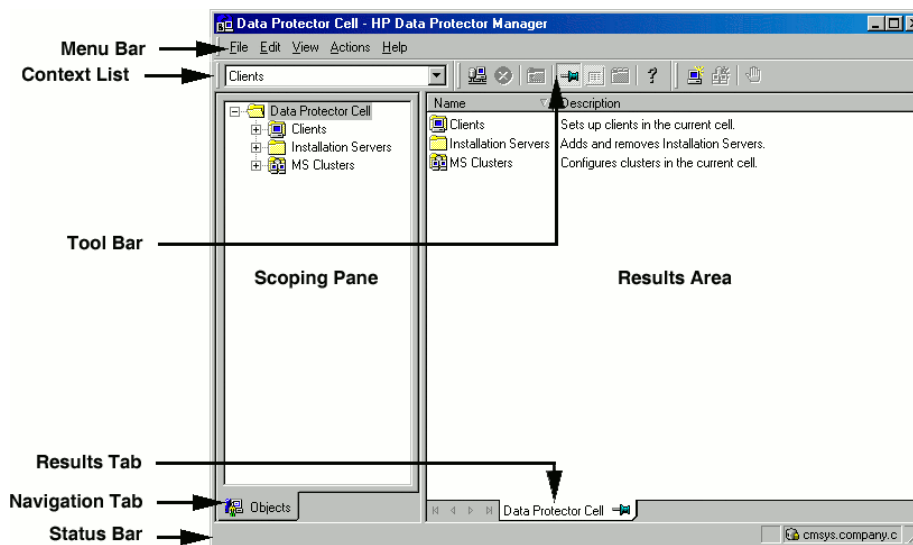 Data Protector Cell - HP Data Protector Manager
Menu Bar
File Edit View Actions Help
Context List
Clients
Name Description
Data Protector Cell
Clients
Installation Servers
MS Clusters
Clients Sets up clients in the current cell.
Installation Servers Adds and removes Installation Servers.
MS Clusters Configures clusters in the current cell.
Tool Bar
Scoping Pane
Results Area
Results Tab
Navigation Tab
Objects
Data Protector Cell
Status Bar
cmsys.company.c